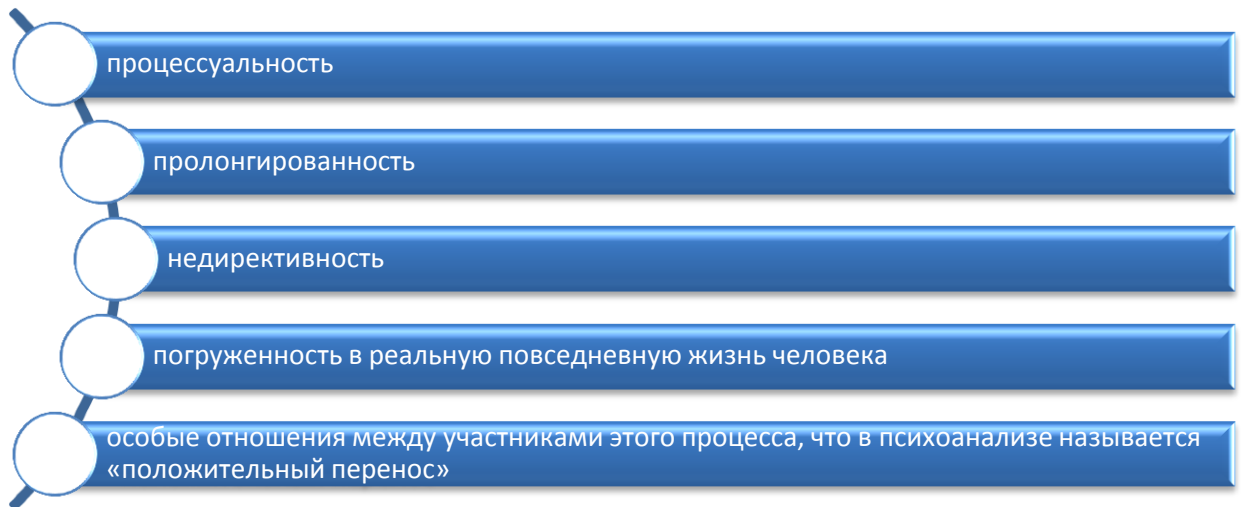 процессуальность
пролонгированность
недирективность
погруженность в реальную повседневную жизнь человека
особые отношения между участниками этого процесса, что в психоанализе называется
«положительный перенос»